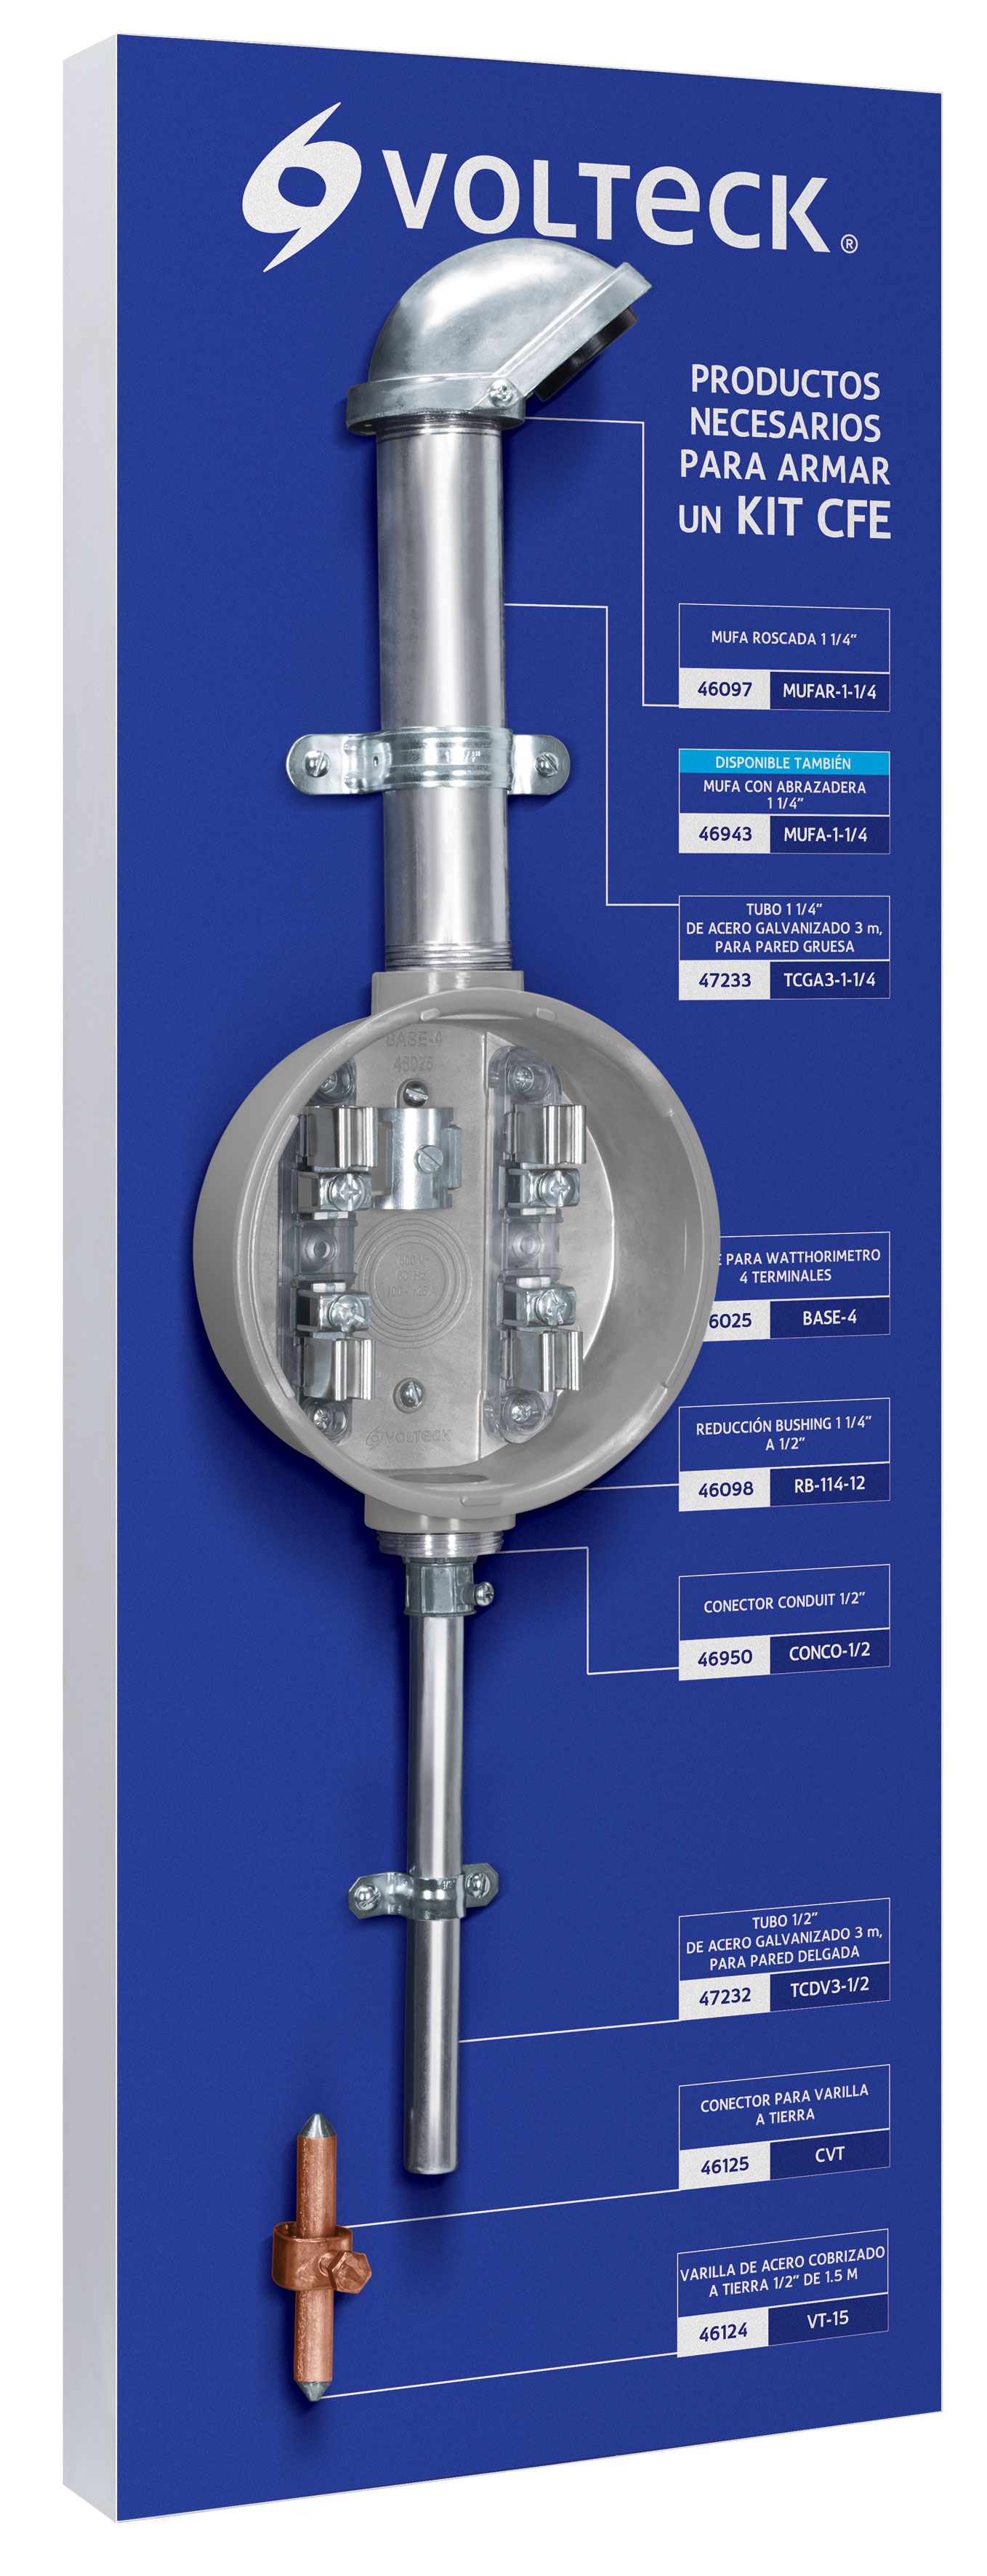 VOLTECK®
PRODUCTOS
NECESARIOS
PARA ARMAR
UN KIT CFE
MUFA ROSCADA 1 1/4”
46097 MUFAR-1-1/4
DISPONIBLE TAMBIÉN
MUFA CON ABRAZADERA
1 1/4”
46943 MUFA-1-1/4
TUBO 1 1/4”
DE ACERO GALVANIZADO 3 m,
PARA PARED GRUESA
47233 TCGA3-1-1/4
BASE-4
46025
60 Hz
VOLTECK
PARA WATTHORIMETRO
4 TERMINALES
6025 BASE-4
REDUCCIÓN BUSHING 1 1/4”
A 1/2”
46098 RB-114-12
CONECTOR CONDUIT 1/2”
46950 CONCO-1/2
TUBO 1/2”
DE ACERO GALVANIZADO 3 m,
PARA PARED DELGADA
47232 TCDV3-1/2
CONECTOR PARA VARILLA
A TIERRA
46125 CVT
VARILLA DE ACERO COBRIZADO
A TIERRA 1/2” DE 1.5 M
46124 VT-15